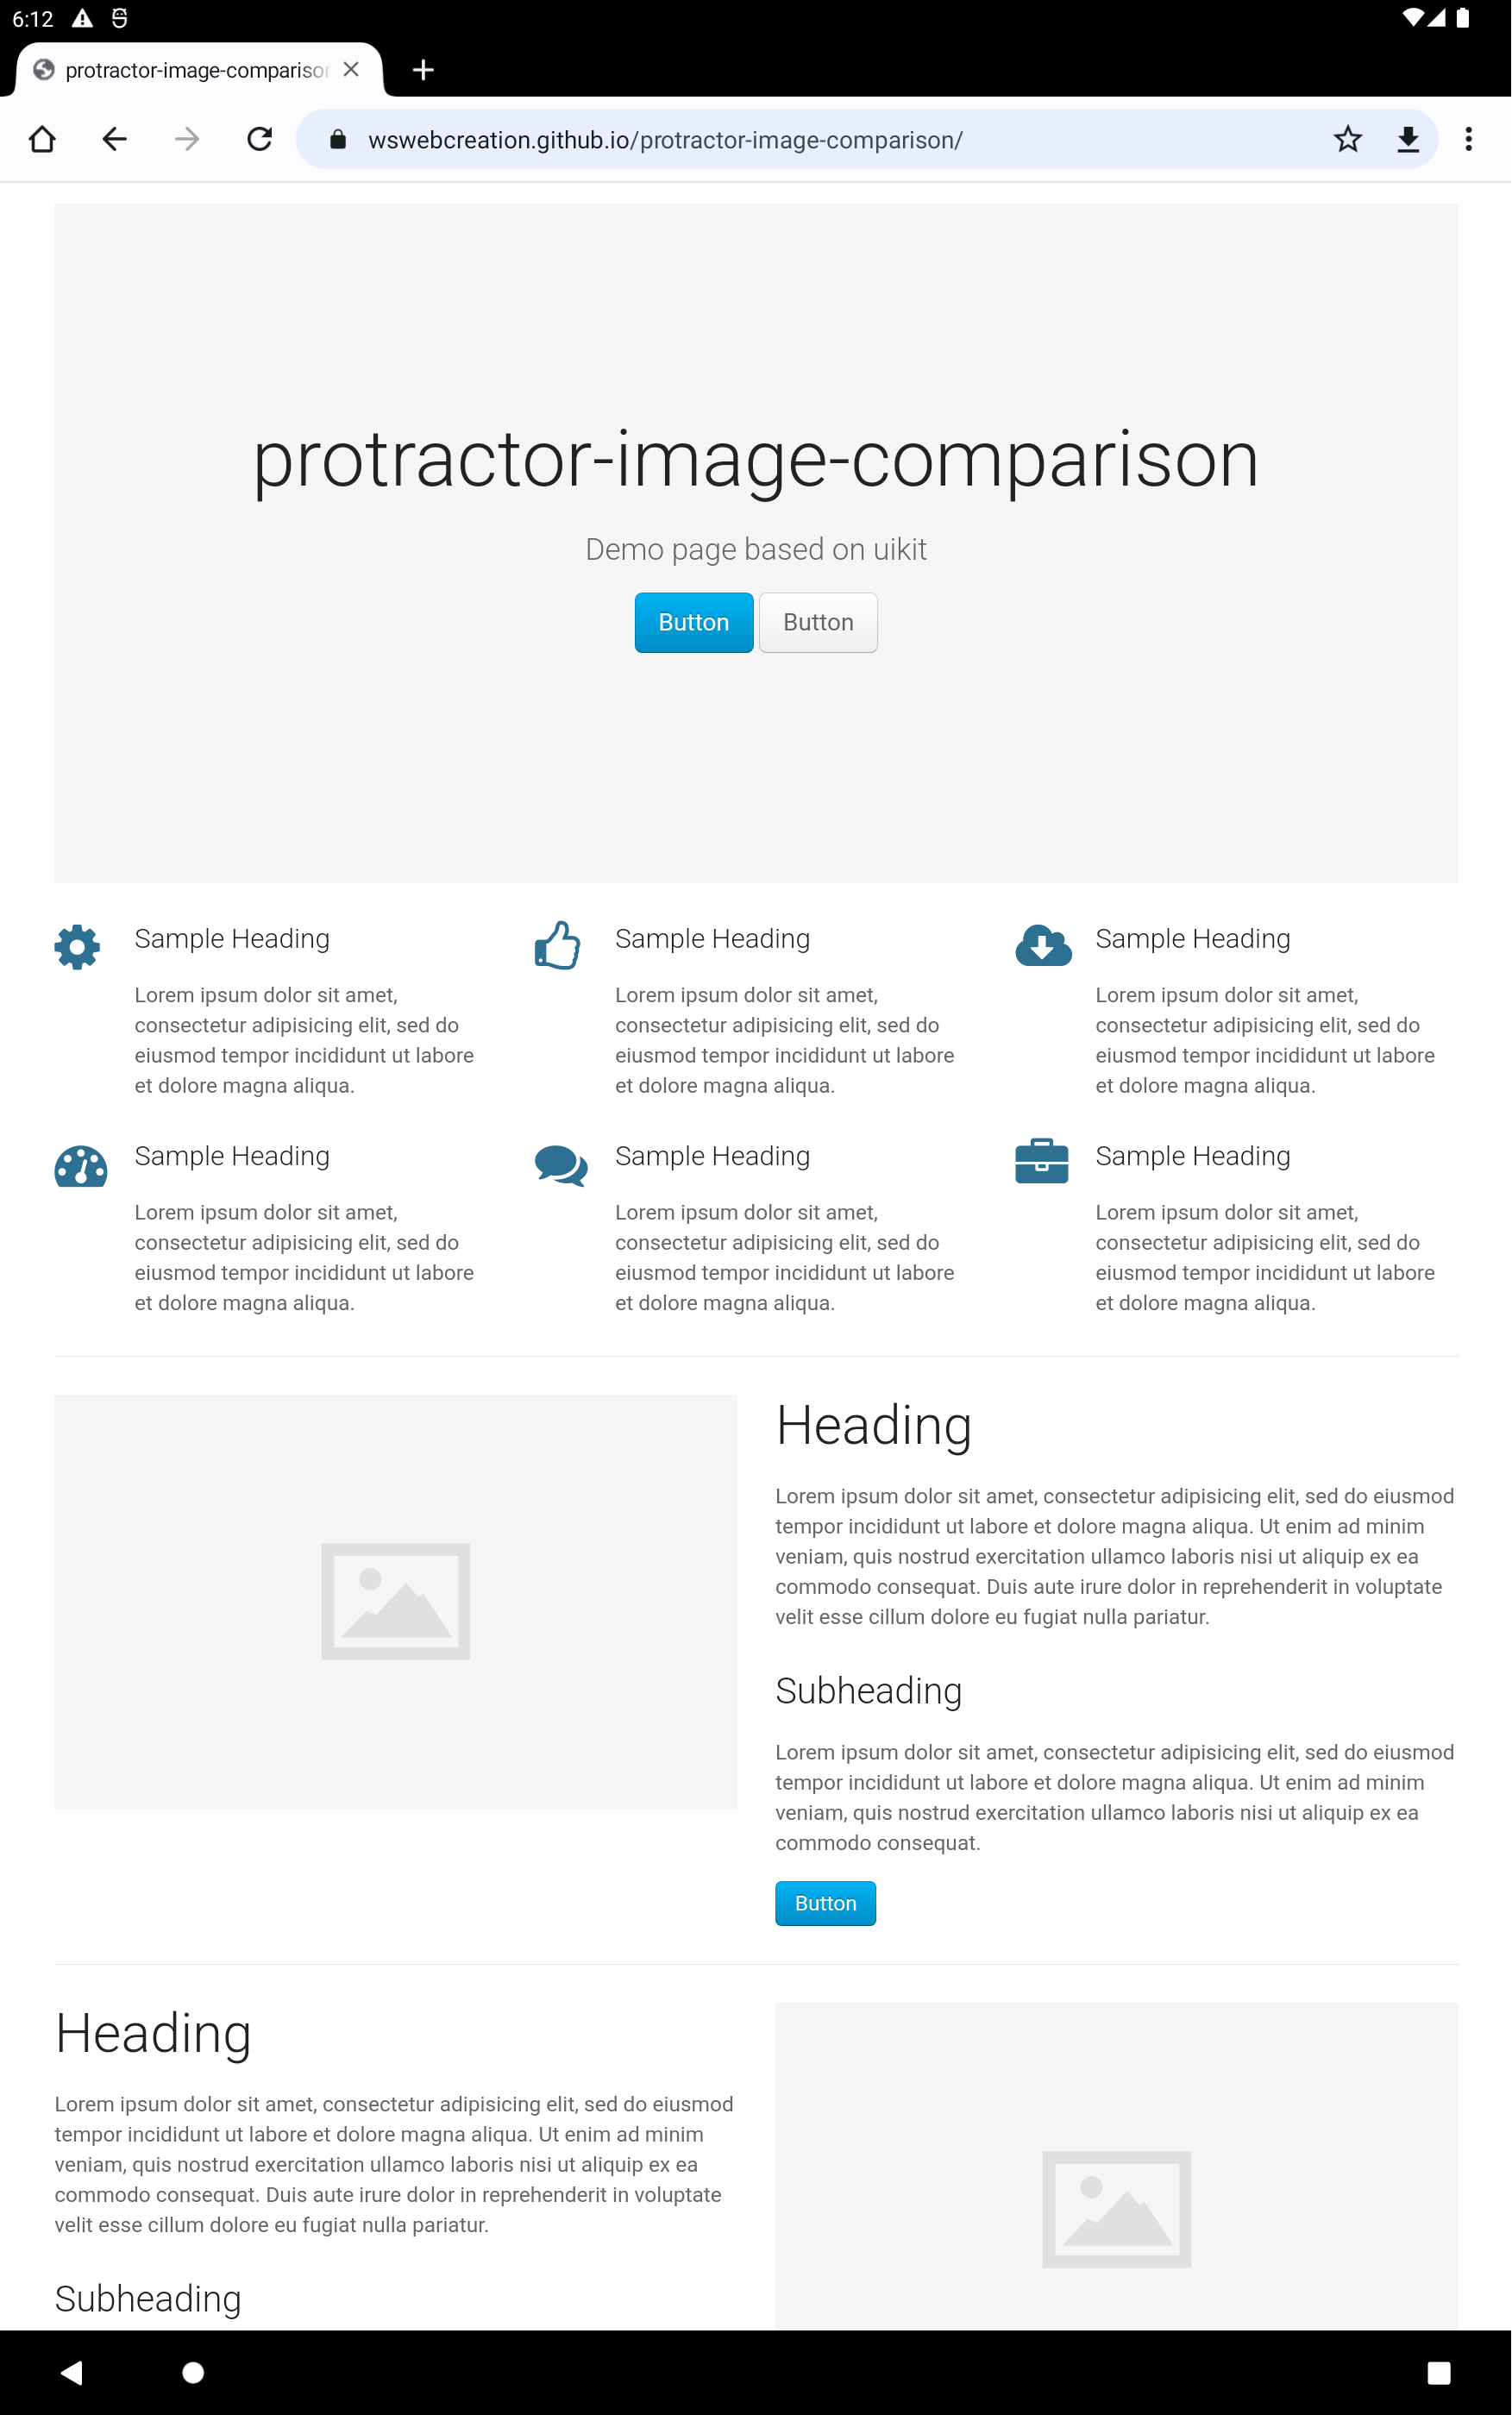 6:12
protractor-image-comparison
wswebcreation.github.io/protractor-image-comparison/
protractor-image-comparison
Demo page based on uikit
Button Button
Sample Heading
Lorem ipsum dolor sit amet,
consectetur adipisicing elit, sed do
eiusmod tempor incididunt ut labore
et dolore magna aliqua.
Sample Heading
Lorem ipsum dolor sit amet,
consectetur adipisicing elit, sed do
eiusmod tempor incididunt ut labore
et dolore magna aliqua.
Sample Heading
Lorem ipsum dolor sit amet,
consectetur adipisicing elit, sed do
eiusmod tempor incididunt ut labore
et dolore magna aliqua.
Sample Heading
Lorem ipsum dolor sit amet,
consectetur adipisicing elit, sed do
eiusmod tempor incididunt ut labore
et dolore magna aliqua.
Sample Heading
Lorem ipsum dolor sit amet,
consectetur adipisicing elit, sed do
eiusmod tempor incididunt ut labore
et dolore magna aliqua.
Sample Heading
Lorem ipsum dolor sit amet,
consectetur adipisicing elit, sed do
eiusmod tempor incididunt ut labore
et dolore magna aliqua.
Heading
Lorem ipsum dolor sit amet, consectetur adipisicing elit, sed do eiusmod
tempor incididunt ut labore et dolore magna aliqua. Ut enim ad minim
veniam, quis nostrud exercitation ullamco laboris nisi ut aliquip ex ea
commodo consequat. Duis aute irure dolor in reprehenderit in voluptate
velit esse cillum dolore eu fugiat nulla pariatur.
Subheading
Lorem ipsum dolor sit amet, consectetur adipisicing elit, sed do eiusmod
tempor incididunt ut labore et dolore magna aliqua. Ut enim ad minim
veniam, quis nostrud exercitation ullamco laboris nisi ut aliquip ex ea
commodo consequat.
Button
Heading
Lorem ipsum dolor sit amet, consectetur adipisicing elit, sed do eiusmod
tempor incididunt ut labore et dolore magna aliqua. Ut enim ad minim
veniam, quis nostrud exercitation ullamco laboris nisi ut aliquip ex ea
commodo consequat. Duis aute irure dolor in reprehenderit in voluptate
velit esse cillum dolore eu fugiat nulla pariatur.
Subheading